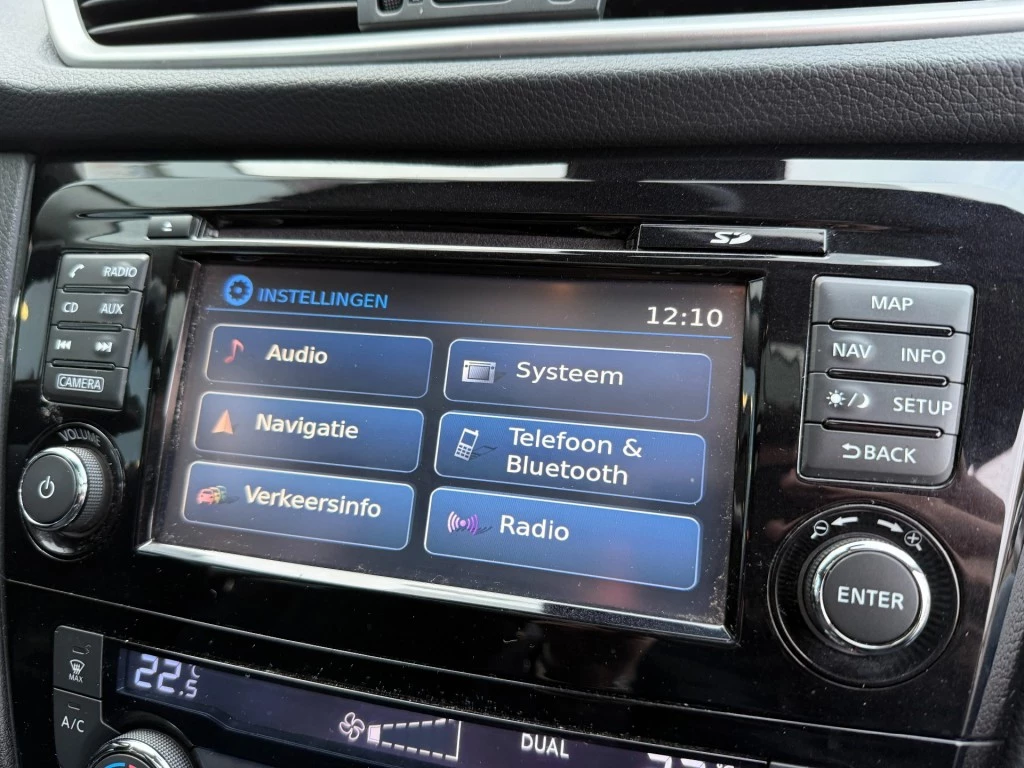 SD
RADIO
CD AUX
CAMERA
VOLUME
INSTELLINGEN
12:10
Audio
Systeem
Navigatie
Telefoon &
Bluetooth
Verkeersinfo
Radio
MAP
NAV INFO
SETUP
BACK
ENTER
MAX
A/C
22.5
DUAL